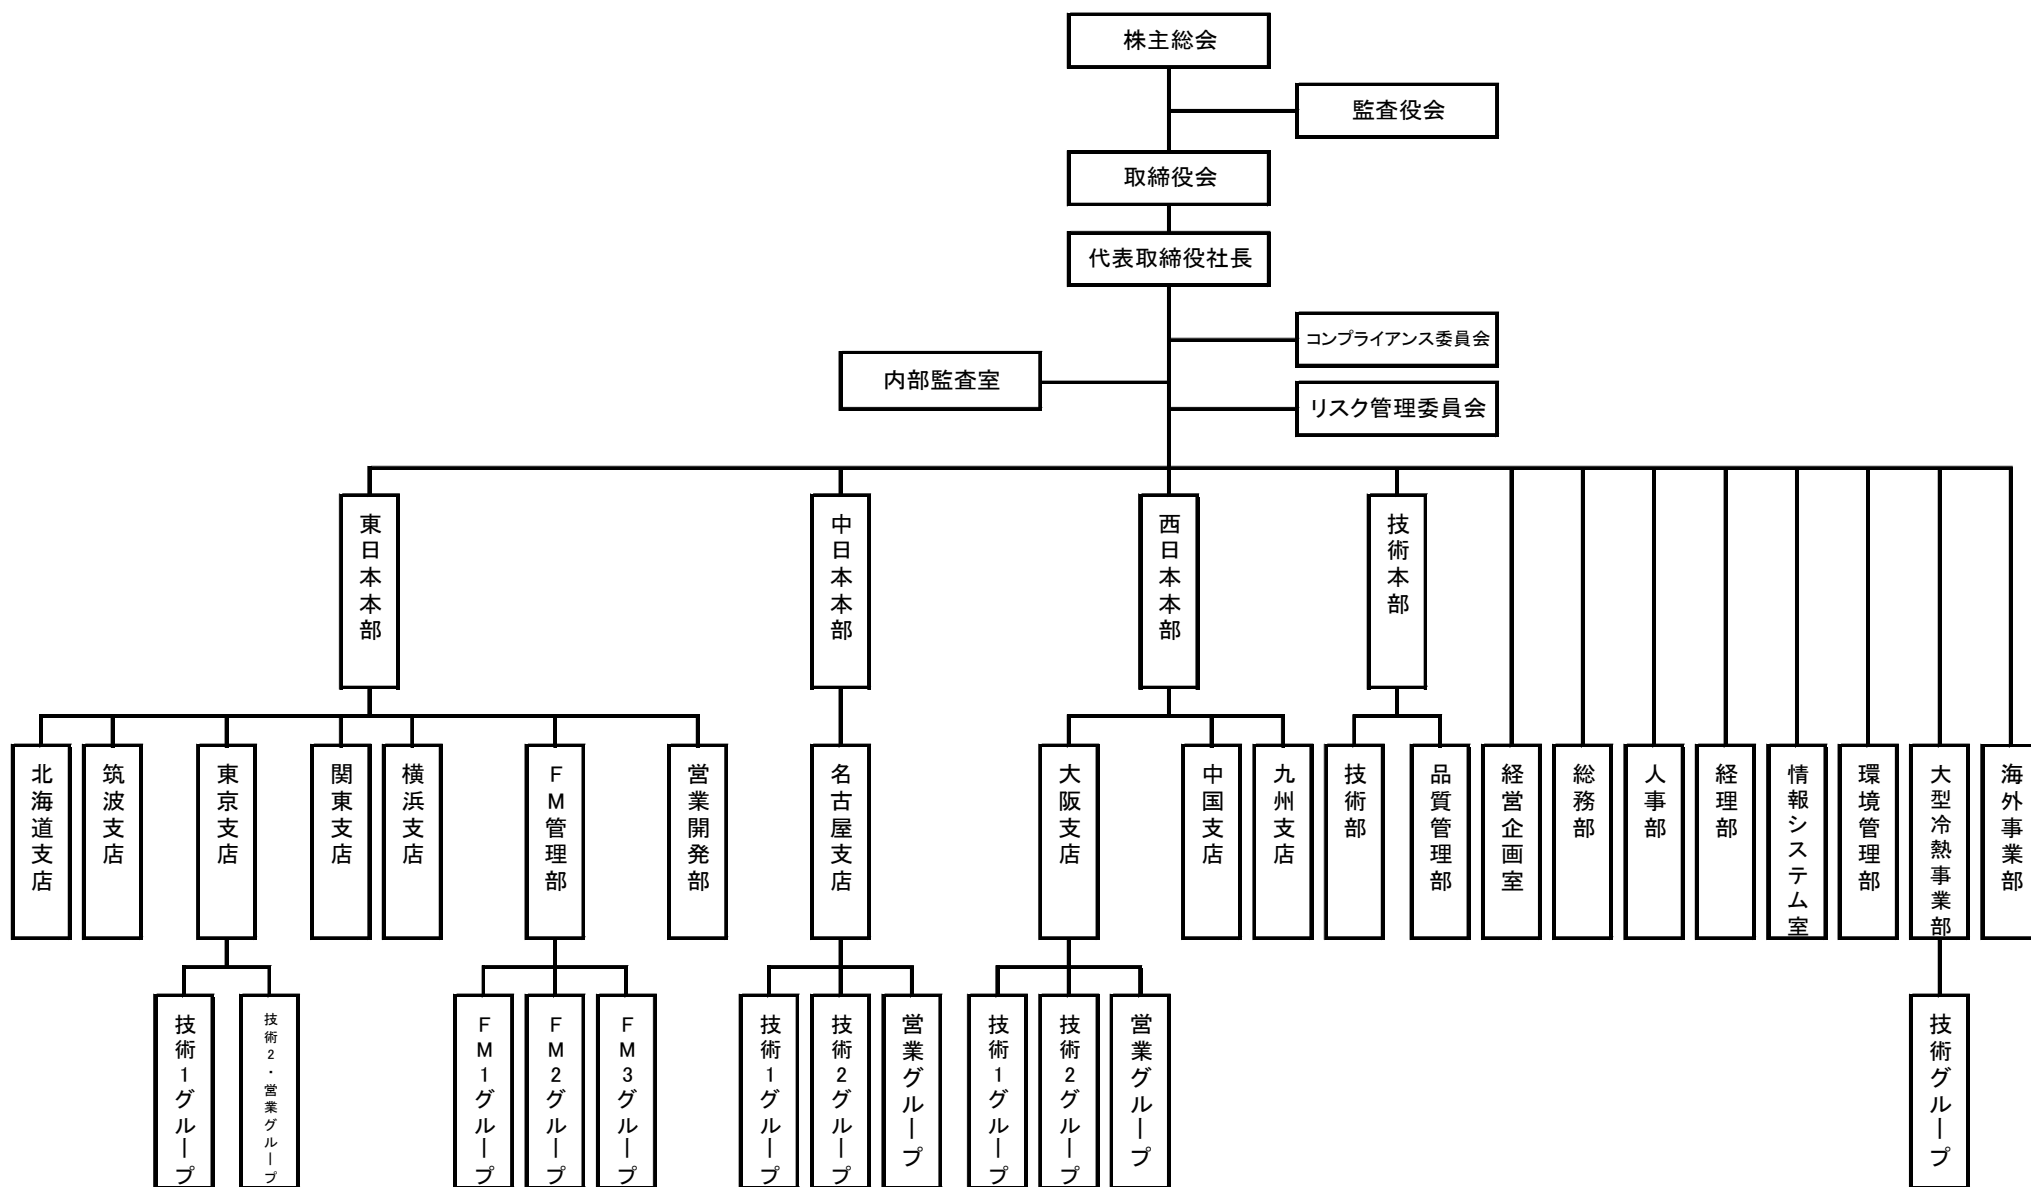 株主総会
監査役会
取締役会
代表取締役社長
コンプライアンス委員会
内部監査室
リスク管理委員会
東日本本部
中日本本部
西日本本部
技術本部
北海道支店
筑波支店
東京支店
関東支店
横浜支店
FM管理部
営業開発部
名古屋支店
大阪支店
中国支店
九州支店
技術部
品質管理部
経営企画室
総務部
人事部
経理部
情報システム室
環境管理部
大型冷熱事業部
海外事業部
技術1グループ
技術2・営業グループ
FM1グループ
FM2グループ
FM3グループ
技術1グループ
技術2グループ
営業グループ
技術1グループ
技術2グループ
営業グループ
技術グループ